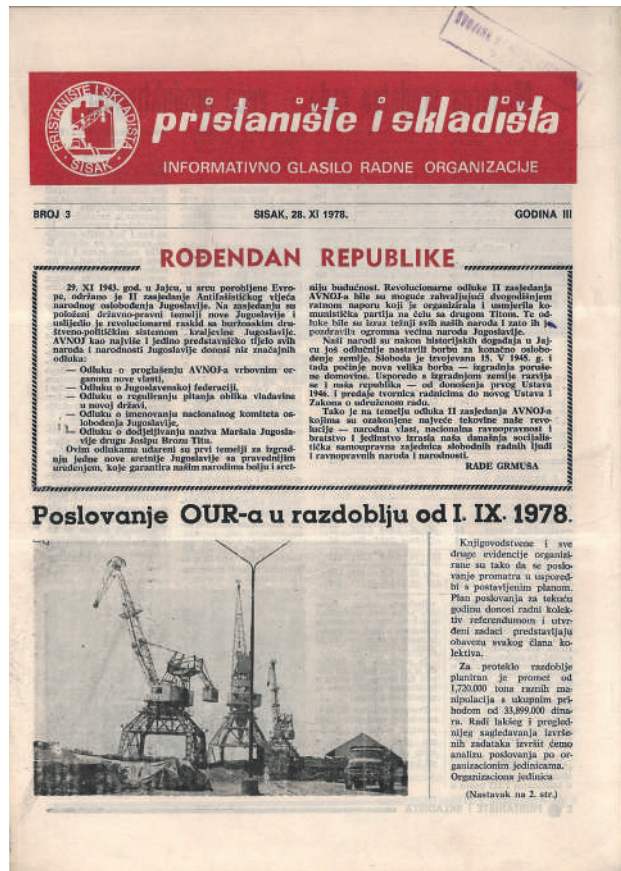 PRISTANIŠTE I SKLADIŠTA
SISAK
pristanište i skladišta
INFORMATIVNO GLASILO RADNE ORGANIZACIJE
BROJ 3
SISAK, 28. XI 1978.
GODINA III
ROĐENDAN REPUBLIKE
29. XI 1943. god. u Jajcu, u srcu porobljene Evro-
pe, održano je II zasjedanje Antifašističkog vijeća
narodnog oslobođenja Jugoslavije. Na zasjedanju su
položeni državno-pravni temelji nove Jugoslavije i
uslijedio je revolucionarni raskid sa buržoaskim dru-
štveno-političkim sistemom kraljevine Jugoslavije.
AVNOJ kao najviše i jedino predstavničko tijelo svih
naroda i narodnosti Jugoslavije donosi niz značajnih
odluka:
— Odluku o proglašenju AVNOJ-a vrhovnim or-
ganom nove vlasti,
— Odluku o Jugoslavenskoj federaciji,
— Odluku o reguliranju pitanja oblika vladavine
u novoj državi,
— Odluku o imenovanju nacionalnog komiteta os-
lobođenja Jugoslavije,
— Odluku o dodjeljivanju naziva Maršala Jugosla-
vije drugu Josipu Brozu Titu.
Ovim odlukama udareni su prvi temelji za izgrad-
nju jedne nove sretnije Jugoslavije sa pravednijim
uređenjem, koje garantira našim narodima bolju i sret-
niju budućnost. Revolucionarne odluke II zasjedanja
AVNOJ-a bile su moguće zahvaljujući dvogodišnjem
ratnom naporu koji je organizirala i usmjerila ko-
munistička partija na čelu sa drugom Titom. Te od-
luke bile su izraz težnji svih naših naroda i zato ih je
pozdravila ogromna većina naroda Jugoslavije.
Naši narodi su nakon historijskih događaja u Jaj-
cu još odlučnije nastavili borbu za konačno oslobo-
đenje zemlje. Sloboda je izvojevana 15. V 1945. g. i
tada počinje nova velika borba — izgradnja poruše-
ne domovine. Usporedo s izgradnjom zemlje razvija
se i naša republika — od donošenja prvog Ustava
1946. i predaje tvornica radnicima do novog Ustava i
Zakona o udruženom radu.
Tako je na temelju odluka II zasjedanja AVNOJ-a
kojima su ozakonjene najveće tekovine naše revo-
lucije — narodna vlast, nacionalna ravnopravnost i
bratstvo i jedinstvo izrasla naša današnja socijalis-
tička samoupravna zajednica slobodnih radnih ljudi
i ravnopravnih naroda i narodnosti.
RADE GRMUŠA
Poslovanje OUR-a u razdoblju od I. IX. 1978.
Knjigovodstvene i sve
druge evidencije organizi-
rane su tako da se poslo-
vanje promatra u uspored-
bi s postavljenim planom.
Plan poslovanja za tekuću
godinu donosi radni kolek-
tiv referendumom i utvr-
đeni zadaci predstavljaju
obavezu svakog člana ko-
lektiva.
Za proteklo razdoblje
planiran je promet od
1,720.000 tona raznih ma-
nipulacija s ukupnim pri-
hodom od 33,899.000 dina-
ra. Radi lakšeg i pregled-
nijeg sagledavanja izvrše-
nih zadataka izvršit ćemo
analizu poslovanja po or-
ganizacionim jedinicama.
Organizaciona jedinica
(Nastavak na 2. str.)